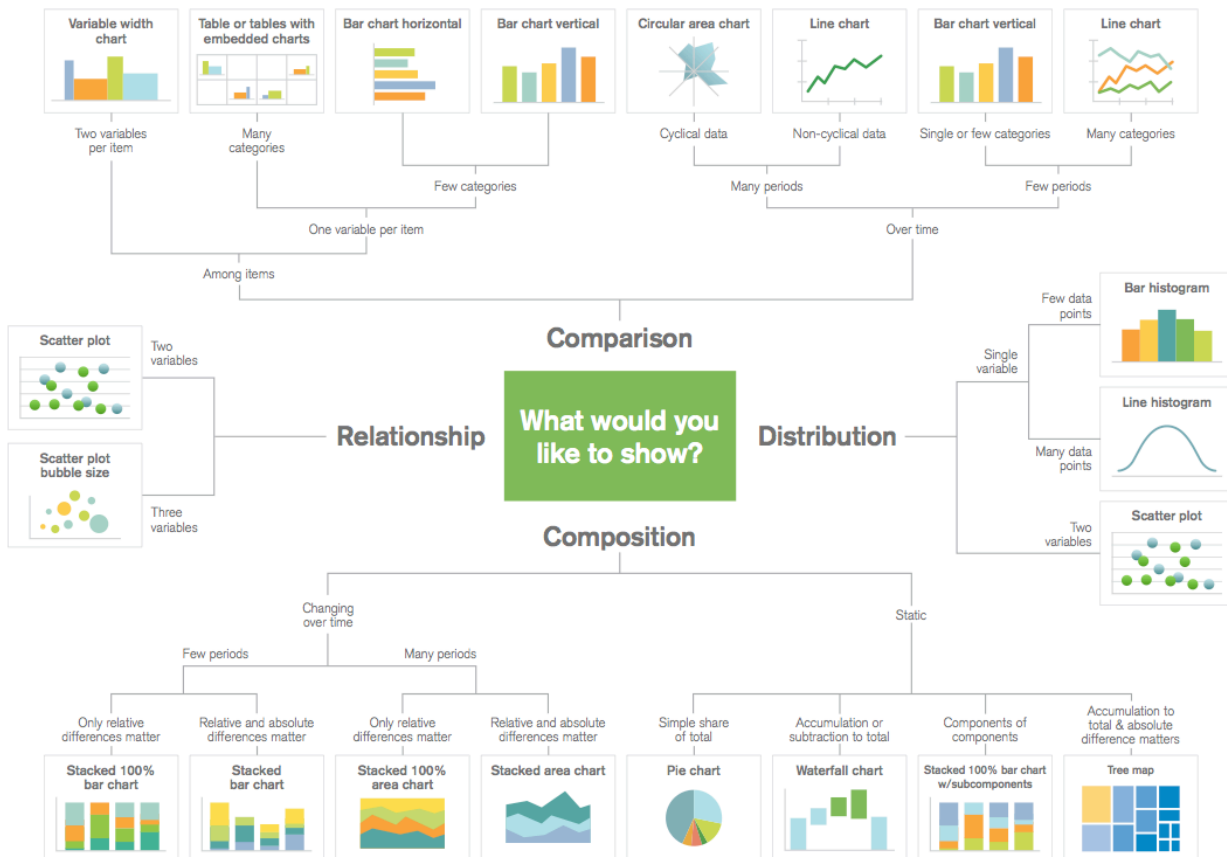 Variable width
chart
Table or tables with
embedded charts
Bar chart horizontal
Bar chart vertical
Circular area chart
Line chart
Bar chart vertical
Line chart
Two variables
per item
Many
categories
Cyclical data
Non-cyclical data
Single or few categories
Many categories
Few categories
Many periods
Few periods
One variable per item
Over time
Among items
Comparison
What would you
like to show?
Relationship
Two
variables
Scatter plot
Scatter plot
bubble size
Three
variables
Distribution
Single
variable
Few data
points
Bar histogram
Line histogram
Many data
points
Two
variables
Scatter plot
Composition
Changing
over time
Static
Few periods
Many periods
Only relative
differences matter
Relative and absolute
differences matter
Only relative
differences matter
Relative and absolute
differences matter
Simple share
of total
Accumulation or
subtraction to total
Components of
components
Accumulation to
total & absolute
difference matters
Stacked 100%
bar chart
Stacked
bar chart
Stacked 100%
area chart
Stacked area chart
Pie chart
Waterfall chart
Stacked 100% bar chart
w/subcomponents
Tree map